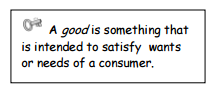 A good is something that
is intended to satisfy wants
or needs of a consumer.